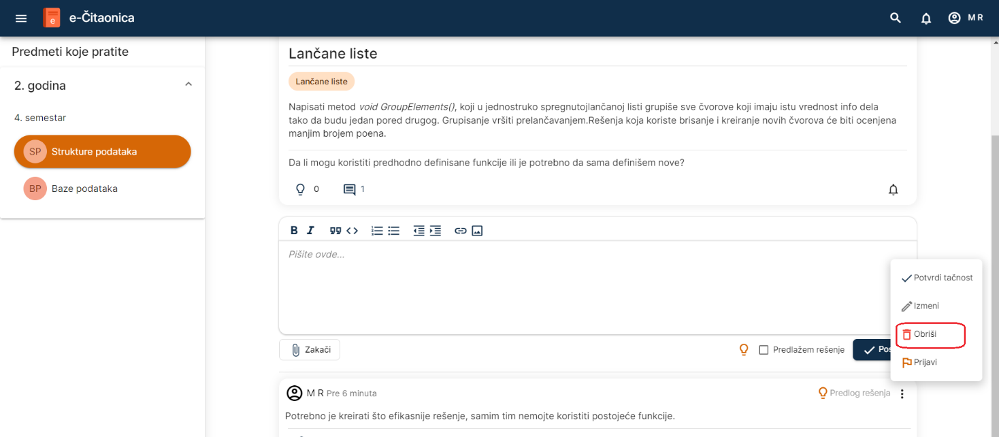 e
e-Čitaonica
M R
Predmeti koje pratite
2. godina
4. semestar
SP Strukture podataka
BP Baze podataka
Lančane liste
Lančane liste
Napisati metod void GroupElements(), koji u jednostruko spregnutojlančanoj listi grupiše sve čvorove koji imaju istu vrednost info dela
tako da budu jedan pored drugog. Grupisanje vršiti prelančavanjem.Rešenja koja koriste brisanje i kreiranje novih čvorova će biti ocenjena
manjim brojem poena.
Da li mogu koristiti predhodno definisane funkcije ili je potrebno da sama definišem nove?
0 1
B I
Pišite ovde...
Potvrdi tačnost
Izmeni
Obriši
Prijavi
Zakači
Predlažem rešenje
Pos
M R Pre 6 minuta
Predlog rešenja
Potrebno je kreirati što efikasnije rešenje, samim tim nemojte koristiti postojeće funkcije.